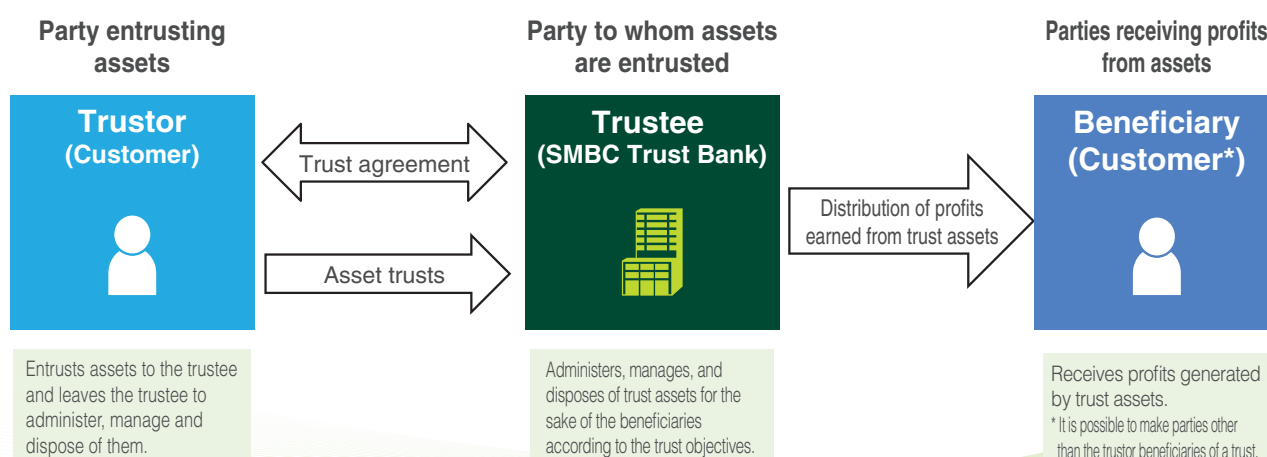 Party entrusting
assets
Party to whom assets
are entrusted
Parties receiving profits
from assets
Trustor
(Customer)
Trust agreement
Asset trusts
Trustee
(SMBC Trust Bank)
Distribution of profits
earned from trust assets
Beneficiary
(Customer*)
Entrusts assets to the trustee
and leaves the trustee to
administer, manage and
dispose of them.
Administers, manages, and
disposes of trust assets for the
sake of the beneficiaries
according to the trust objectives.
Receives profits generated
by trust assets.
* It is possible to make parties other
than the trustor beneficiaries of a trust.